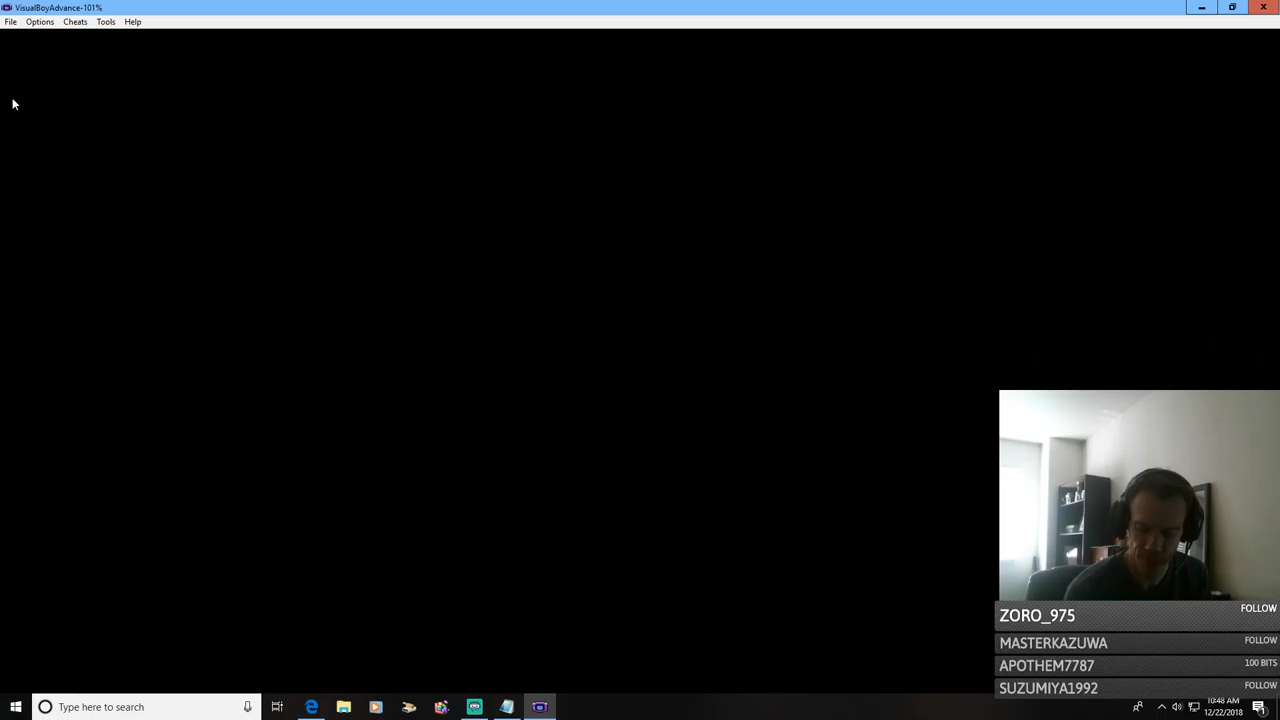 VisualBoyAdvance-101%
File Options Cheats Tools Help
ZORO_975 FOLLOW
MASTERKAZUWA FOLLOW
APOTHEM7787 100 BITS
SUZUMIYA1992 FOLLOW
Type here to search
10:48 AM
12/22/2018
1